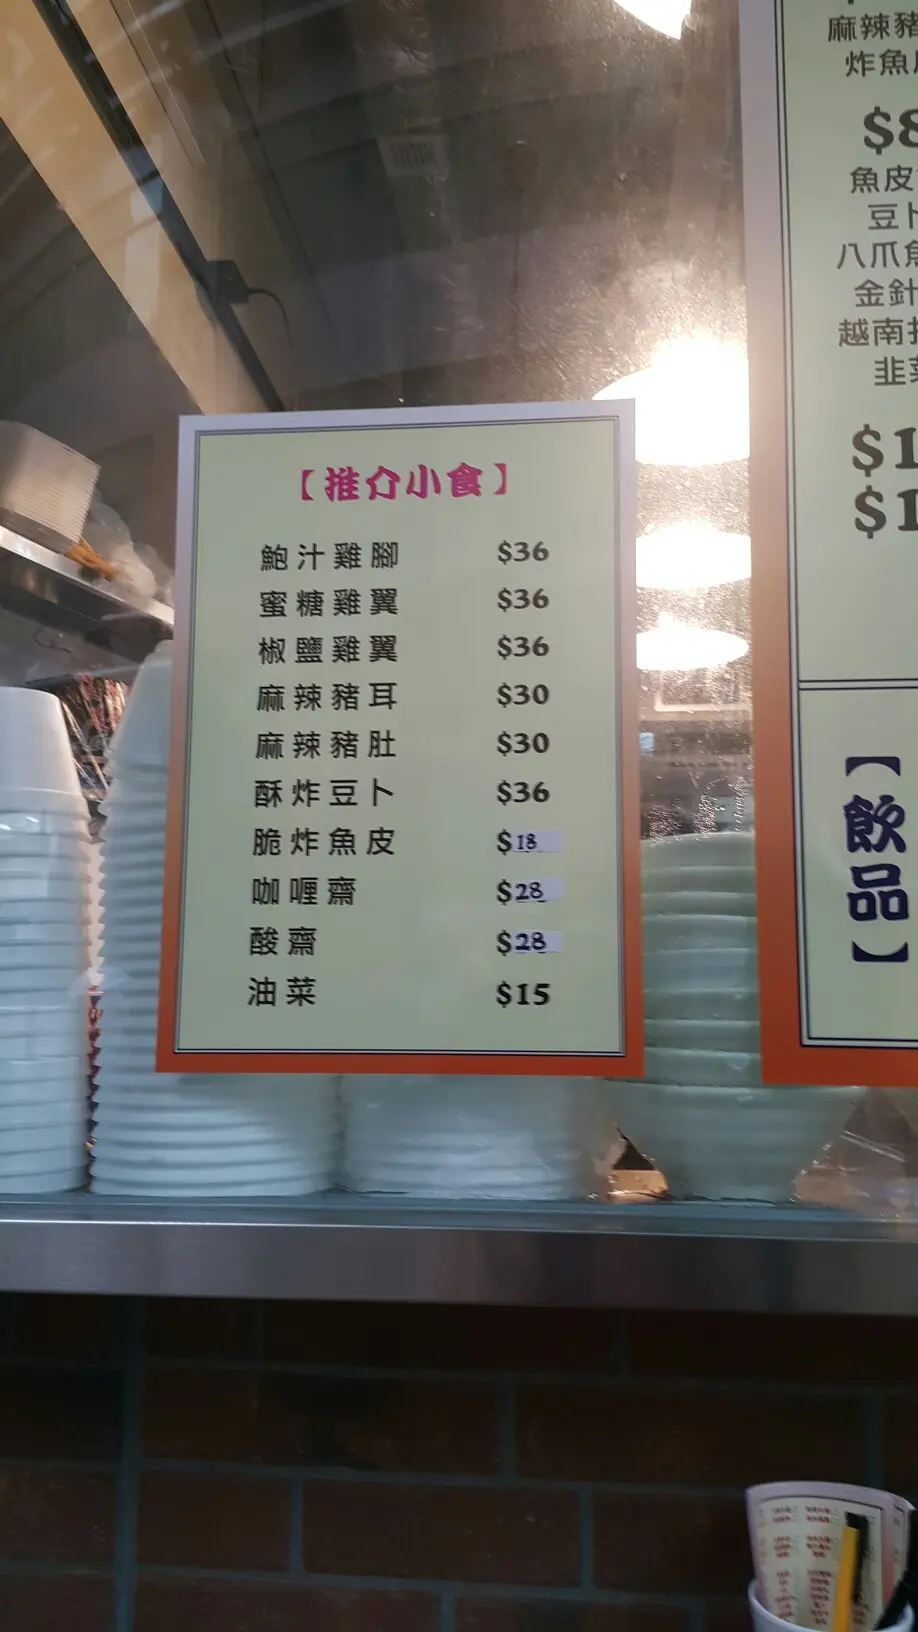 【推介小食】
鮑汁雞腳 $36
蜜糖雞翼 $36
椒鹽雞翼 $36
麻辣豬耳 $30
麻辣豬肚 $30
酥炸豆卜 $36
脆炸魚皮 $18
咖喱齋 $28
酸齋 $28
油菜 $15
麻辣豬
炸魚
$8
魚皮
豆卜
八爪魚
金針
越南
韭菜
$1
$1
【飲品】